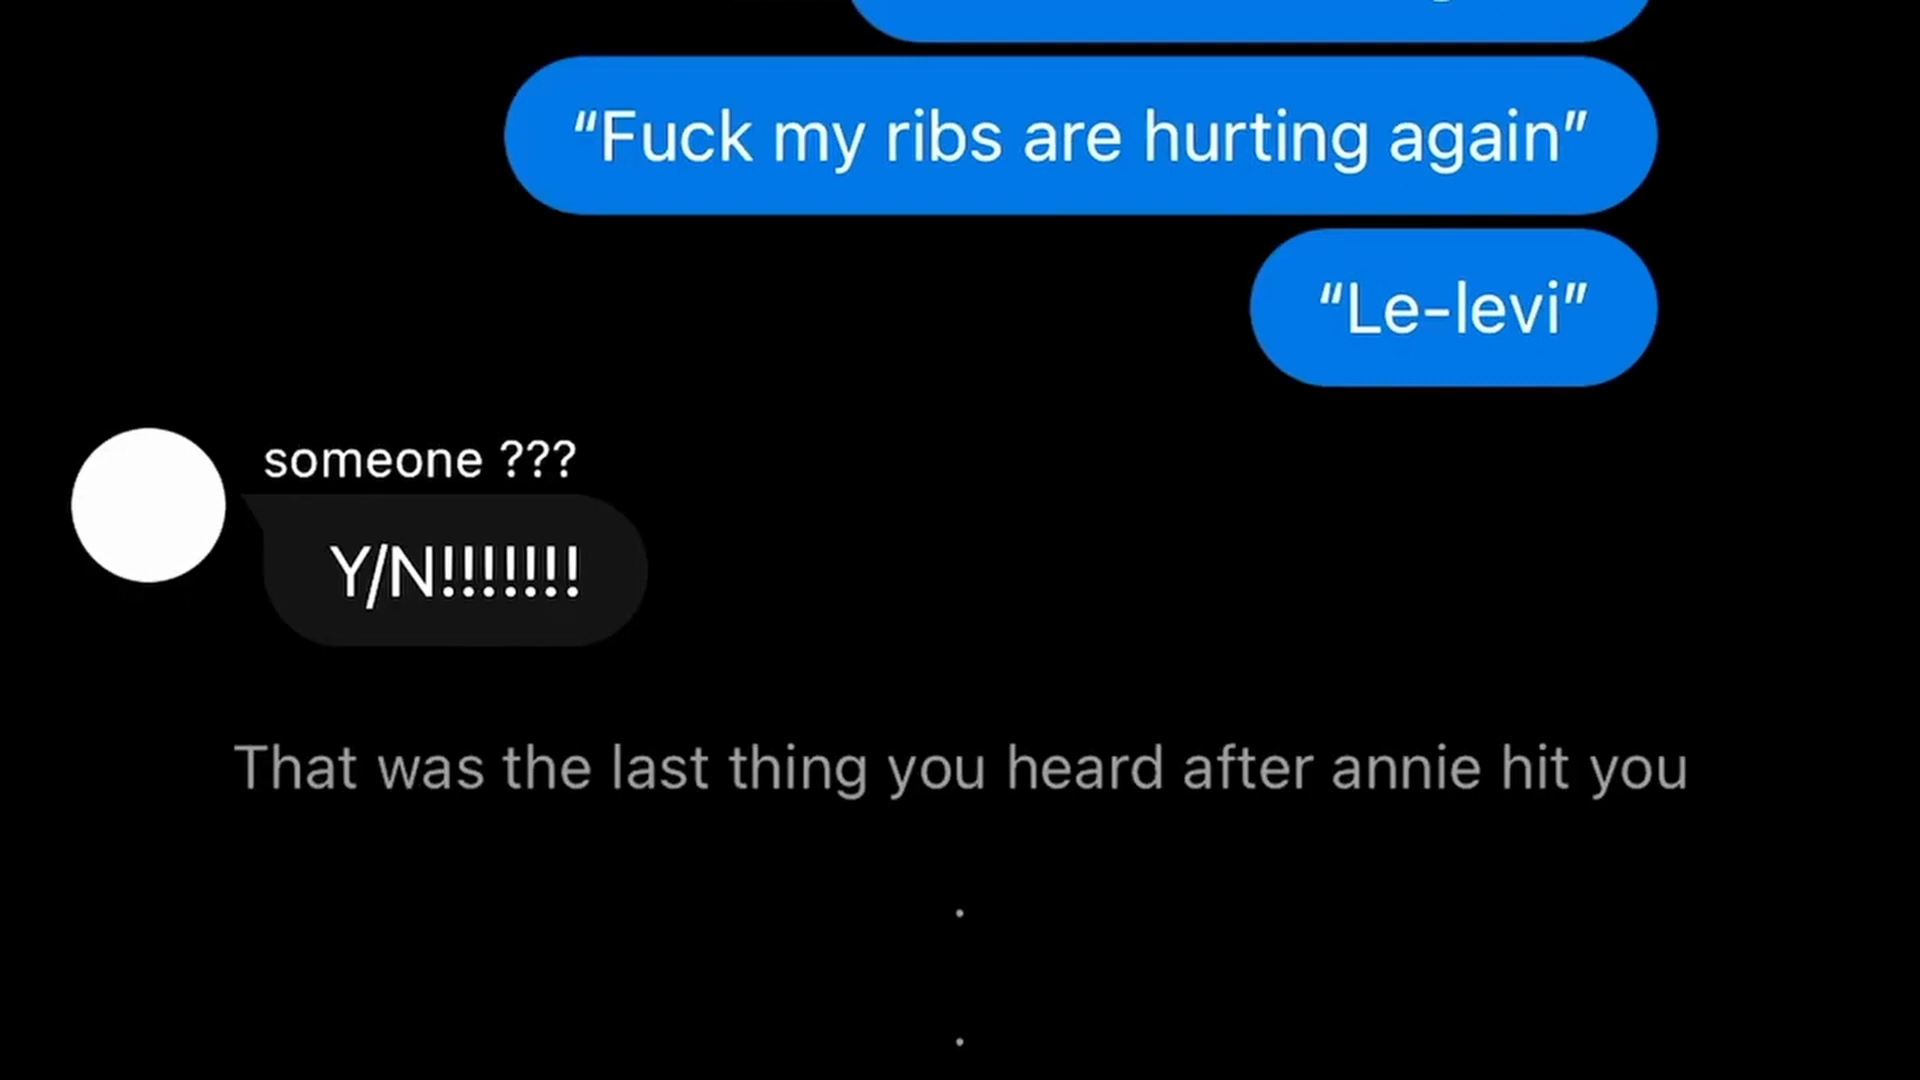 “Fuck my ribs are hurting again”
“Le-levi”
someone ???
Y/N!!!!!!!
That was the last thing you heard after annie hit you
.
.